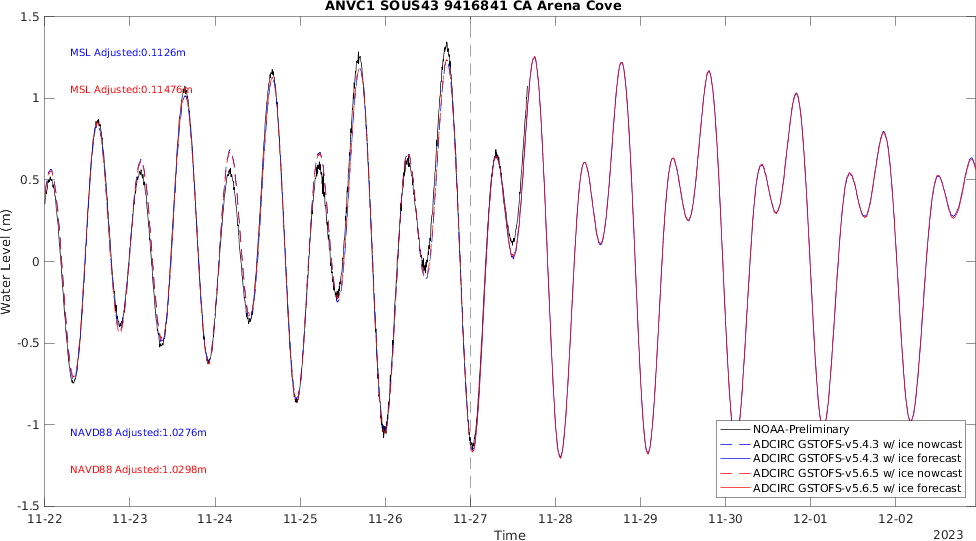 ANVC1 SOUS43 9416841 CA Arena Cove
1.5
MSL Adjusted:0.1126m
1
MSL Adjusted:0.11476m
0.5
0
Water Level (m)
-0.5
-1
NAVD88 Adjusted:1.0276m
NAVD88 Adjusted:1.0298m
-1.5
NOAA-Preliminary
ADCIRC GSTOFS-v5.4.3 w/ ice nowcast
ADCIRC GSTOFS-v5.4.3 w/ ice forecast
ADCIRC GSTOFS-v5.6.5 w/ ice nowcast
ADCIRC GSTOFS-v5.6.5 w/ ice forecast
11-22 11-23 11-24 11-25 11-26 11-27 11-28 11-29 11-30 12-01 12-02
Time
2023